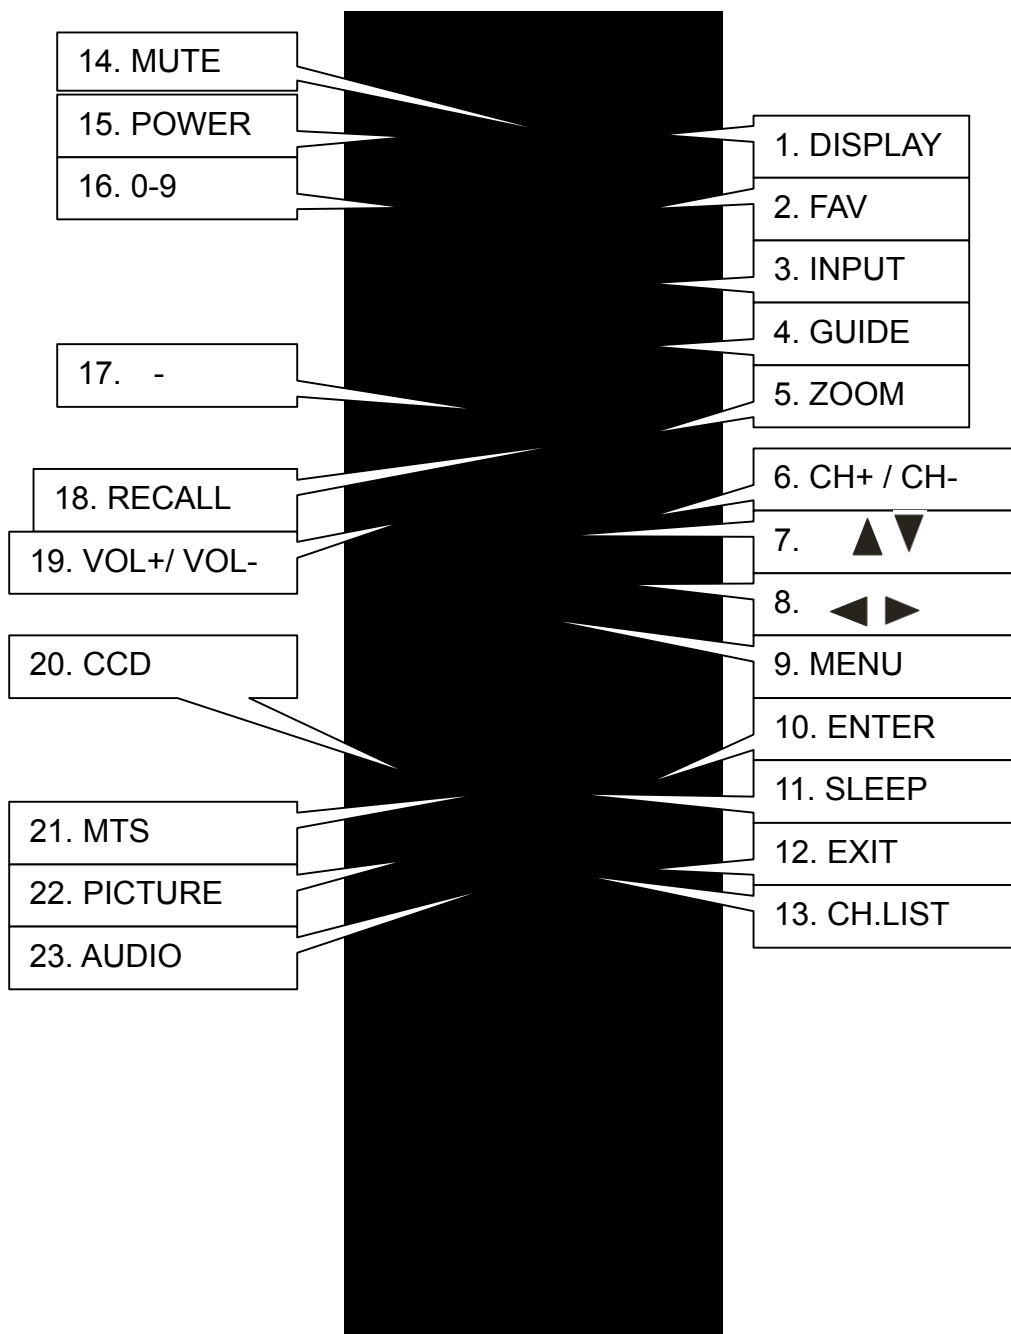 14. MUTE
15. POWER
16. 0-9
17. -
18. RECALL
19. VOL+/ VOL-
20. CCD
21. MTS
22. PICTURE
23. AUDIO
1. DISPLAY
2. FAV
3. INPUT
4. GUIDE
5. ZOOM
6. CH+ / CH-
7. ▲ ▼
8. ◀ ▶
9. MENU
10. ENTER
11. SLEEP
12. EXIT
13. CH.LIST